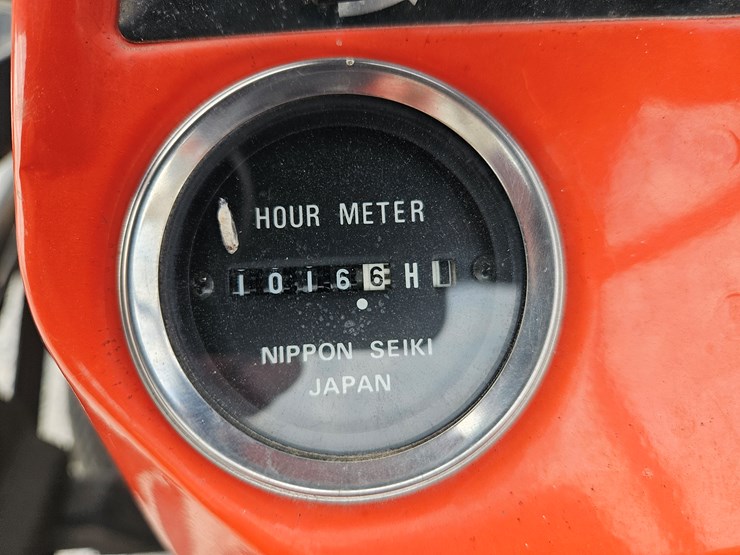 HOUR METER
10166H
NIPPON SEIKI
JAPAN